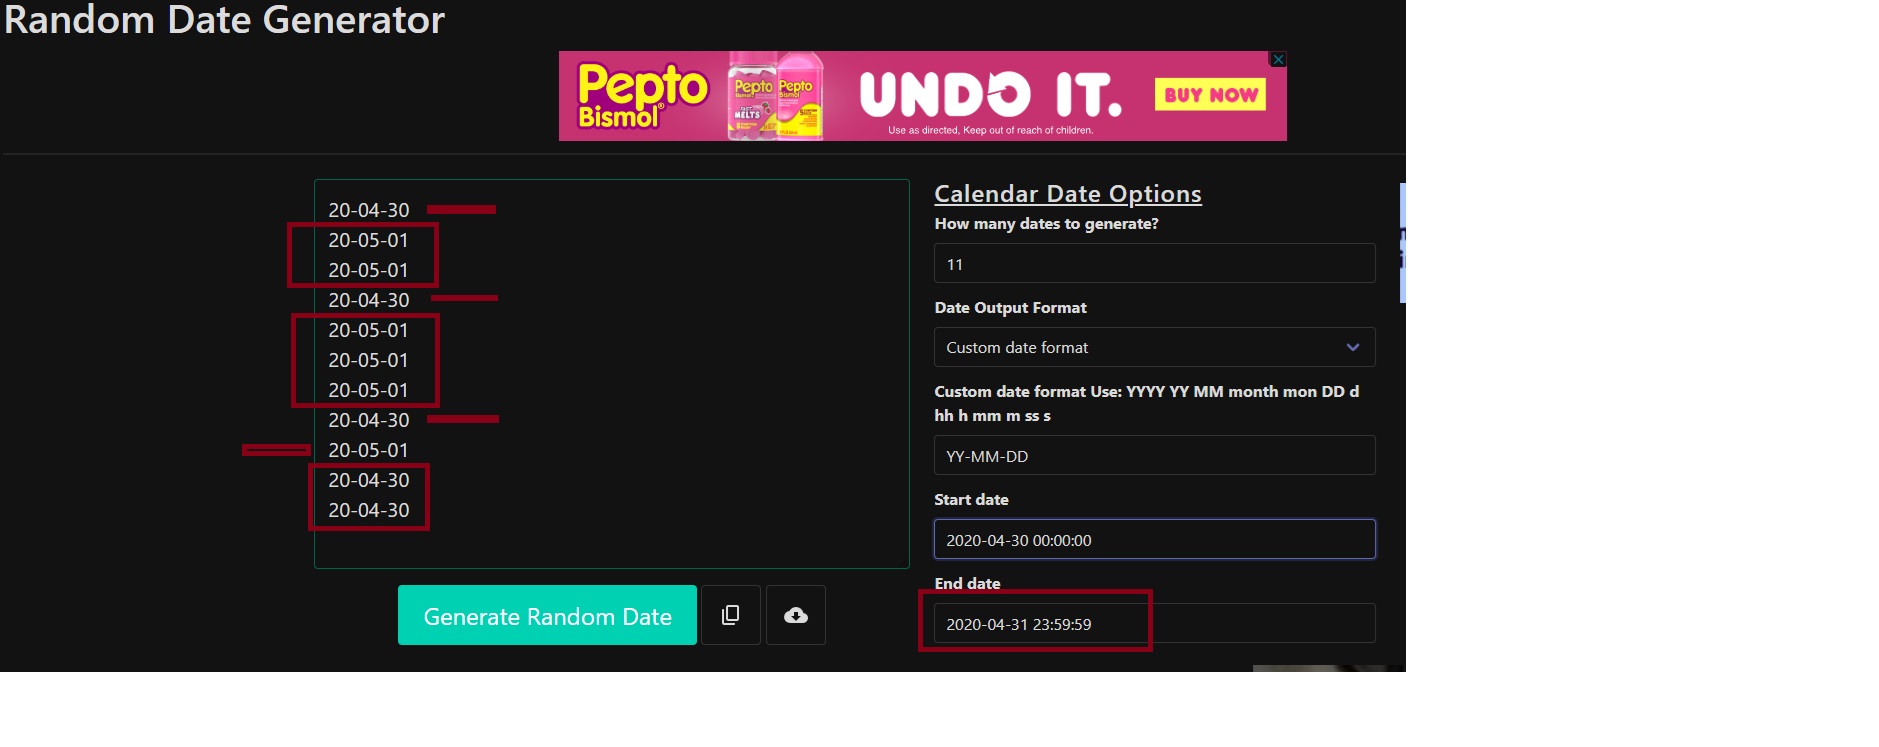 Random Date Generator
Pepto
Bismol®
Pepto
Bismol
MELTS
Pepto
Bismol
UNDO IT.
BUY NOW
Use as directed, Keep out of reach of children.
20-04-30
20-05-01
20-05-01
20-04-30
20-05-01
20-05-01
20-05-01
20-04-30
20-05-01
20-04-30
20-04-30
Generate Random Date
Calendar Date Options
How many dates to generate?
11
Date Output Format
Custom date format
Custom date format Use: YYYY YY MM month mon DD d
hh h mm m ss s
YY-MM-DD
Start date
2020-04-30 00:00:00
End date
2020-04-31 23:59:59